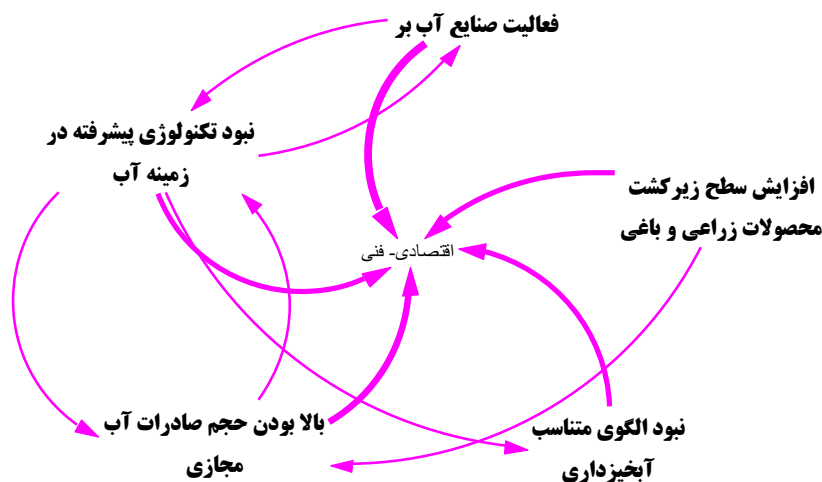 فعالیت صنایع آب بر
نبود تکنولوژی پیشرفته در
زمینه آب
افزایش سطح زیرکشت
محصولات زراعی و باغی
اقتصادی- فنی
بالا بودن حجم صادرات آب
مجازی
نبود الگوی متناسب
آبخیزداری